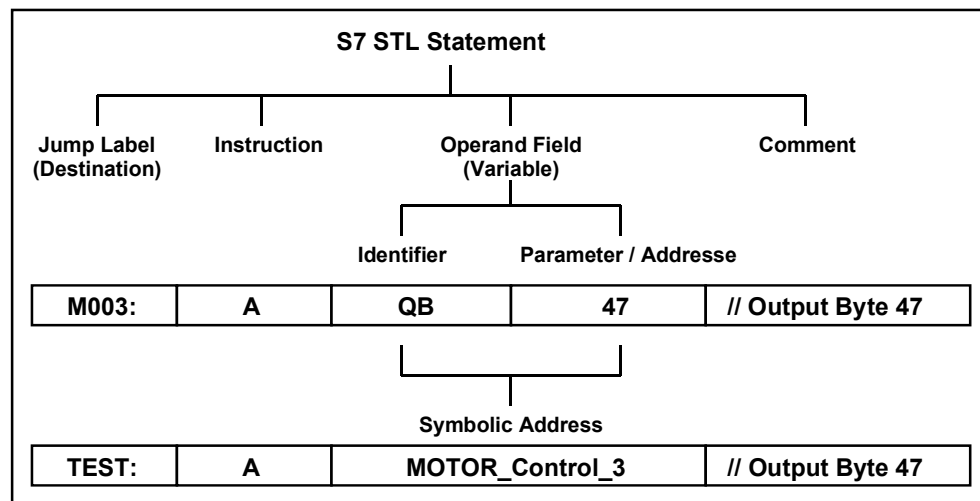 S7 STL Statement
Jump Label Instruction Operand Field Comment
(Destination) (Variable)
Identifier Parameter / Addresse
M003: A QB 47 // Output Byte 47
Symbolic Address
TEST: A MOTOR_Control_3 // Output Byte 47